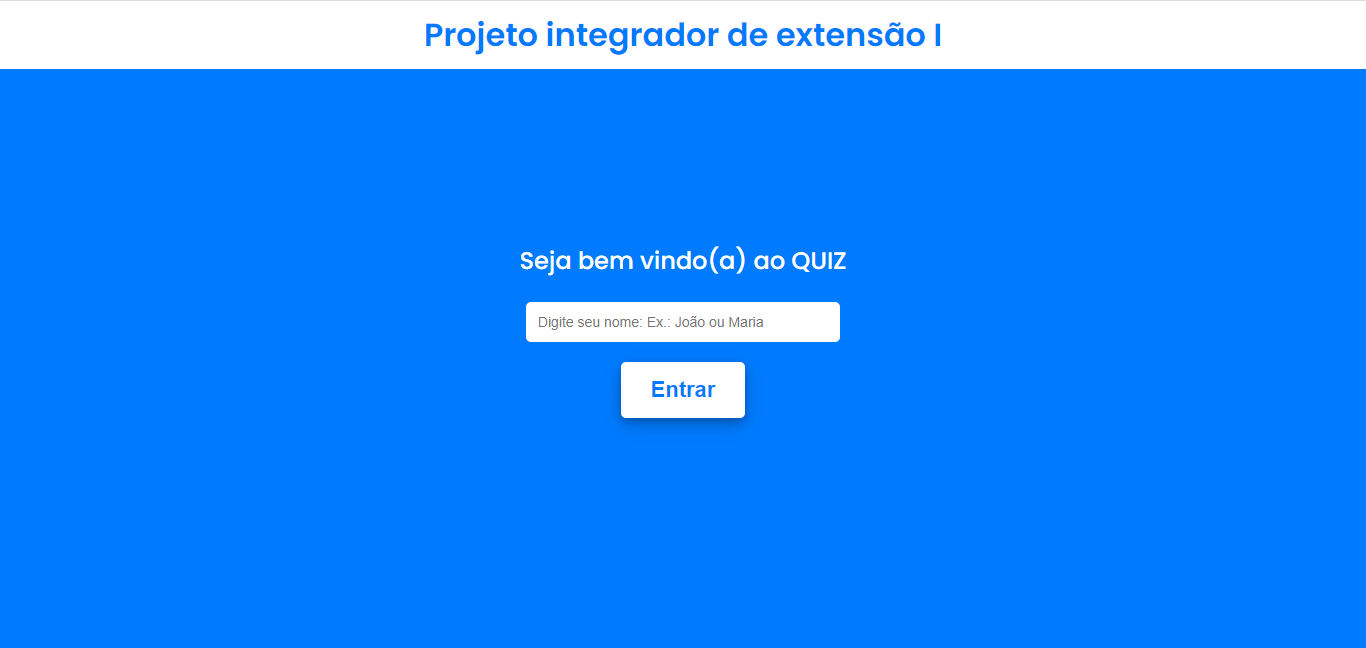 Projeto integrador de extensão I
Seja bem vindo(a) ao QUIZ
Digite seu nome: Ex.: João ou Maria
Entrar